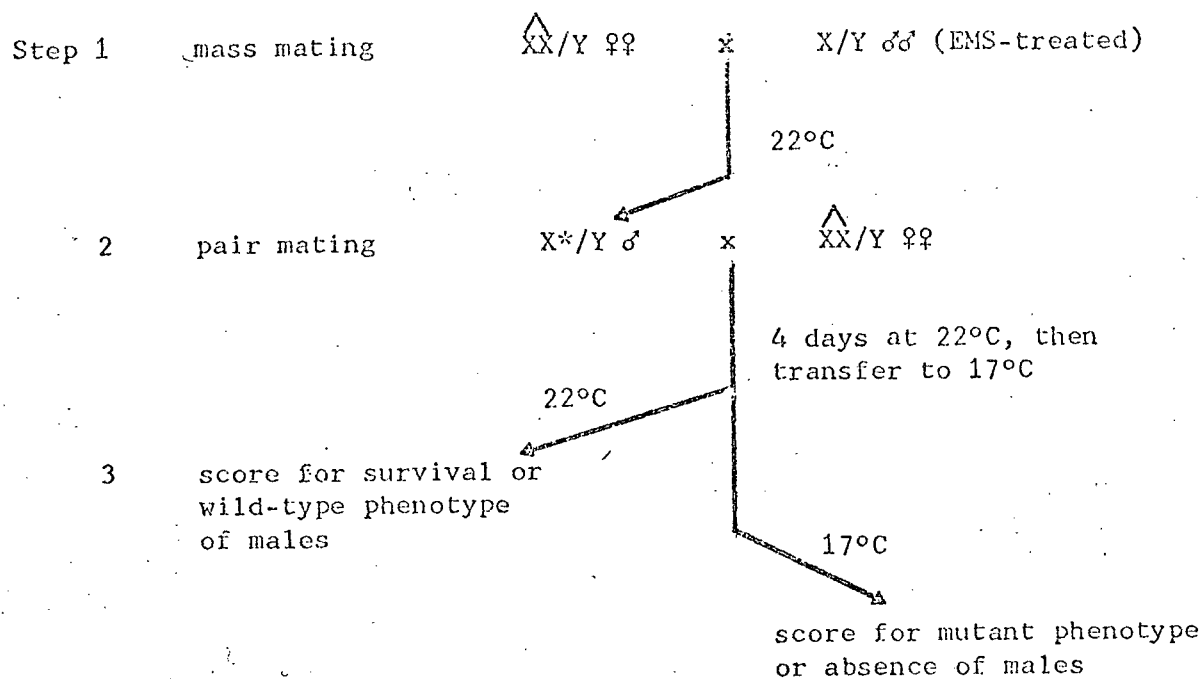 Step 1 mass mating X͡X/Y ♀♀ x X/Y ♂♂ (EMS-treated)
22°C
2 pair mating X*/Y ♂ x X͡X/Y ♀♀
4 days at 22°C, then
transfer to 17°C
22°C
3 score for survival or
wild-type phenotype
of males
17°C
score for mutant phenotype
or absence of males